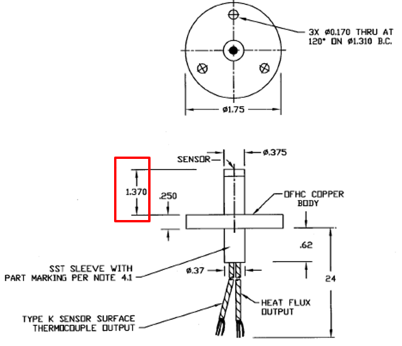 3X Ø0.170 THRU AT
120° ON Ø1.310 B.C.
Ø1.75
Ø.375
SENSOR
1.370
.250
OFHC COPPER
BODY
.62
SST SLEEVE WITH
PART MARKING PER NOTE 4.1
Ø.37
24
HEAT FLUX
OUTPUT
TYPE K SENSOR SURFACE
THERMOCOUPLE OUTPUT